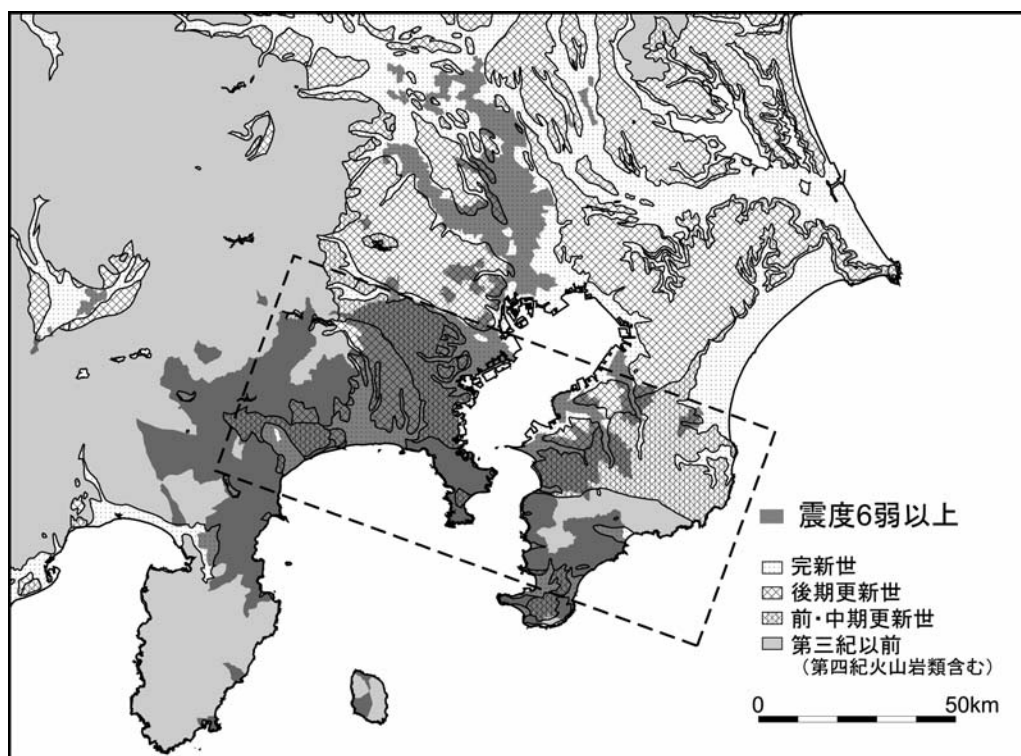 震度6弱以上
完新世
後期更新世
前・中期更新世
第三紀以前
（第四紀火山岩類含む）
0 50km